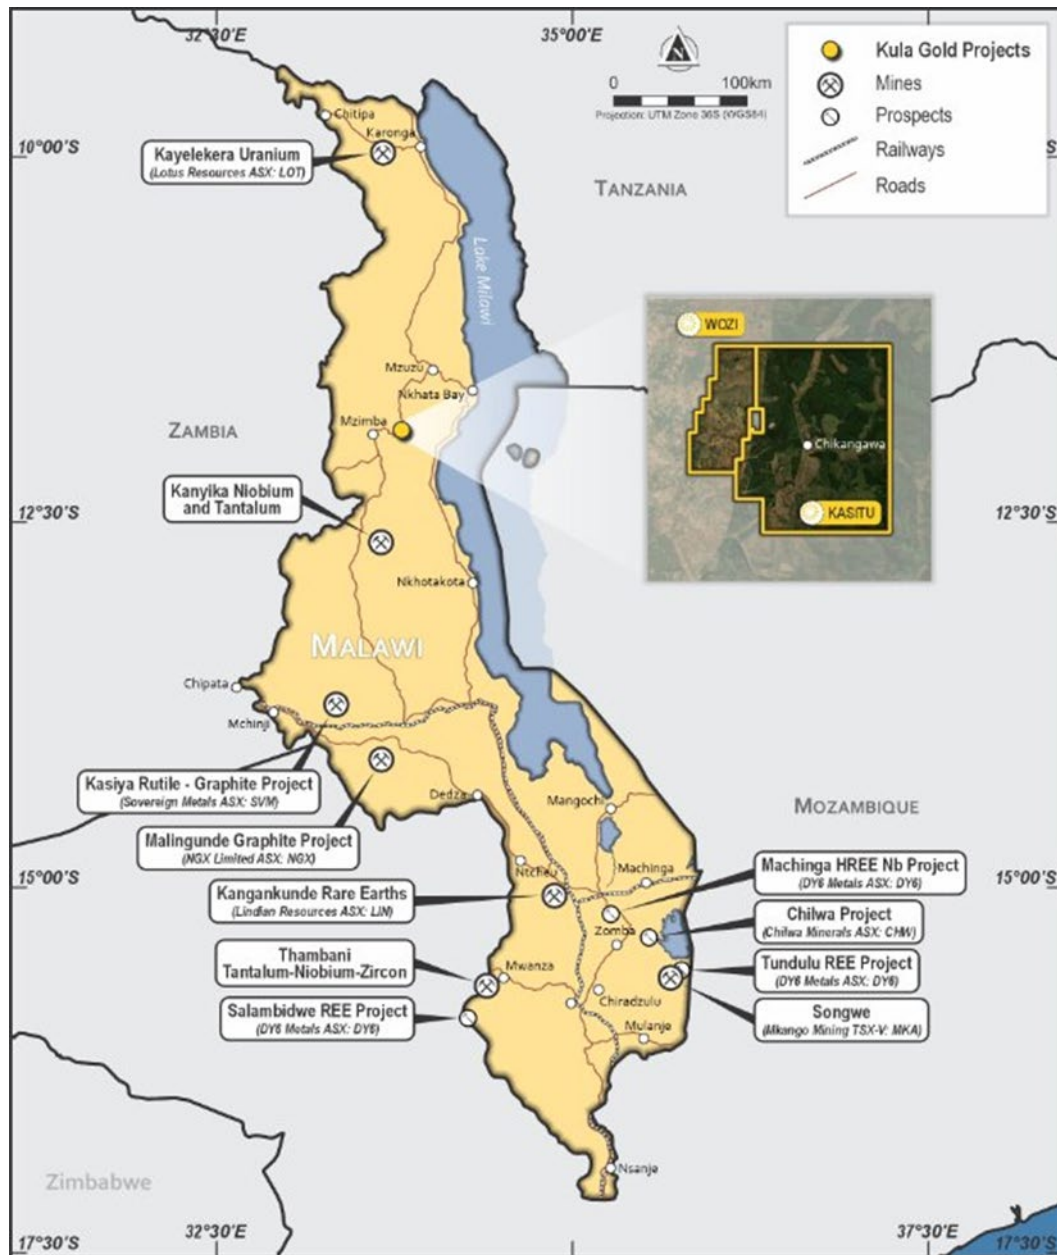 32°30'E
35°00'E
N
0
100km
Projection: UTM Zone 36S (WGS84)
Kula Gold Projects
Mines
Prospects
Railways
Roads
Chitipa
Karonga
10°00'S
S
Kayelekera Uranium
(Lotus Resources ASX: LOT)
TANZANIA
Lake Milawi
WOZI
Mzuzu
Nkhata Bay
Mzimba
ZAMBIA
Chikangawa
KASITU
Kanyika Niobium
and Tantalum
12°30'S
12°30'S
Nkhotakota
MALAWI
Chipata
Mchinji
Kasiya Rutile - Graphite Project
(Sovereign Metals ASX: SVM)
Dedza
Mangochi
MOZAMBIQUE
Malingunde Graphite Project
(NGX Limited ASX: NGX)
Ntcheu
Machinga
Machinga HREE Nb Project
(DY6 Metals ASX: DY6)
15°00'S
15°00'S
Kangankunde Rare Earths
(Lindian Resources ASX: LIN)
Chilwa Project
(Chilwa Minerals ASX: CHW)
Zomba
Thambani
Tantalum-Niobium-Zircon
Mwanza
Tundulu REE Project
(DY6 Metals ASX: DY6)
Salambidwe REE Project
(DY6 Metals ASX: DY6)
Chiradzulu
Songwe
(Mkango Mining TSX-V: MKA)
Mulanje
Nsanje
Zimbabwe
17°30'S
32°30'E
37°30'E
17°30'S